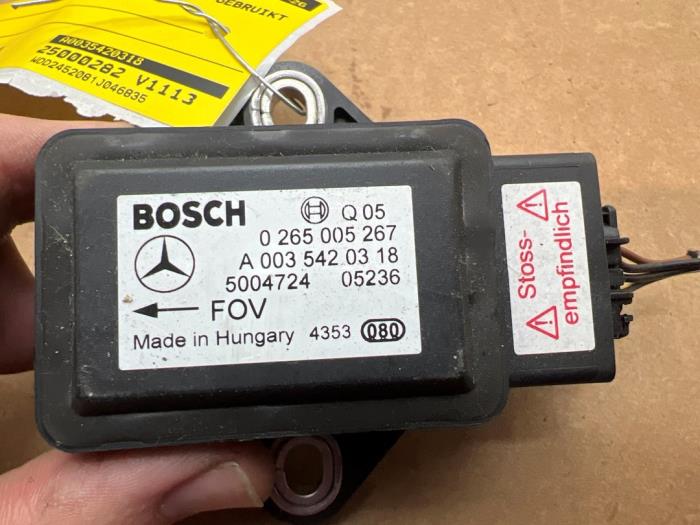 GEBRUIKT
A0035420318
25000282 V1113
WDD2452081J046835
BOSCH Q 05
0 265 005 267
A 003 542 03 18
5004724 05236
FOV
Made in Hungary 4353 080
Stoss-
empfindlich